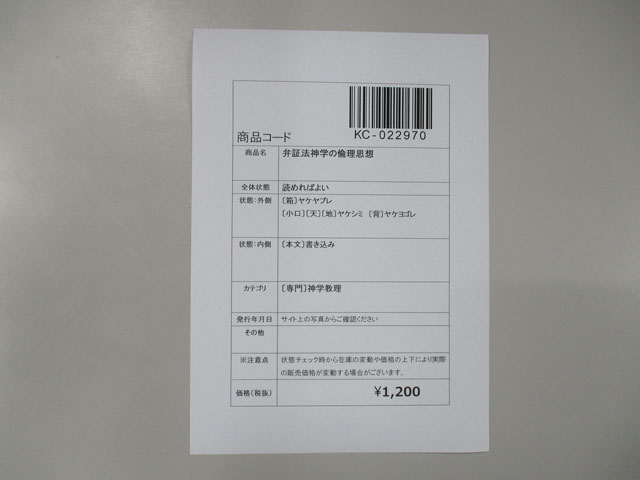 KC-022970
商品コード
商品名 弁証法神学の倫理思想
全体状態 読めればよい
状態：外側 〔箱〕ヤケヤブレ
〔小口〕〔天〕〔地〕ヤケシミ 〔背〕ヤケヨゴレ
状態：内側 〔本文〕書き込み
カテゴリ 〔専門〕神学教理
発行年月日 サイト上の写真からご確認ください
その他
※注意点 状態チェック時から在庫の変動や価格の上下により実際
の販売価格が変動する場合がございます。
価格（税抜） ¥1,200